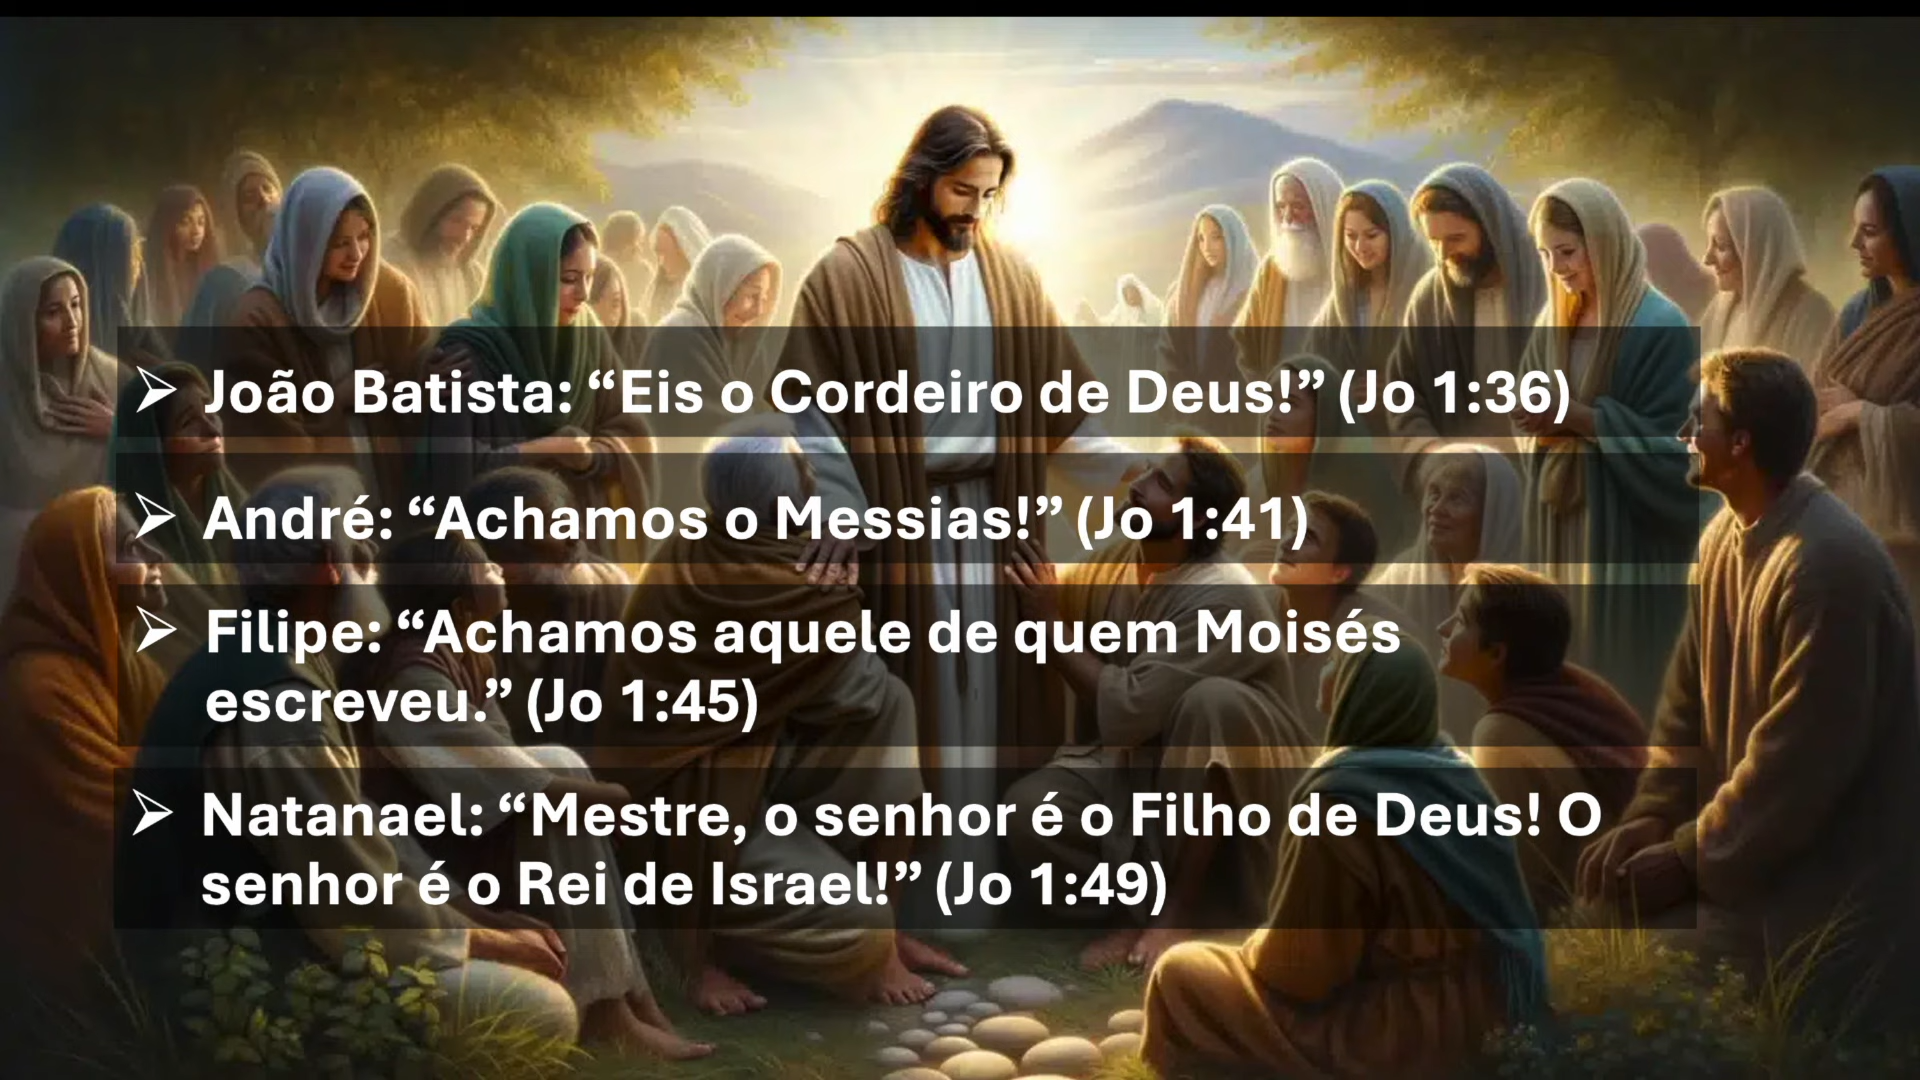 ➢ João Batista: “Eis o Cordeiro de Deus!” (Jo 1:36)
➢ André: “Achamos o Messias!” (Jo 1:41)
➢ Filipe: “Achamos aquele de quem Moisés
escreveu.” (Jo 1:45)
➢ Natanael: “Mestre, o senhor é o Filho de Deus! O
senhor é o Rei de Israel!” (Jo 1:49)